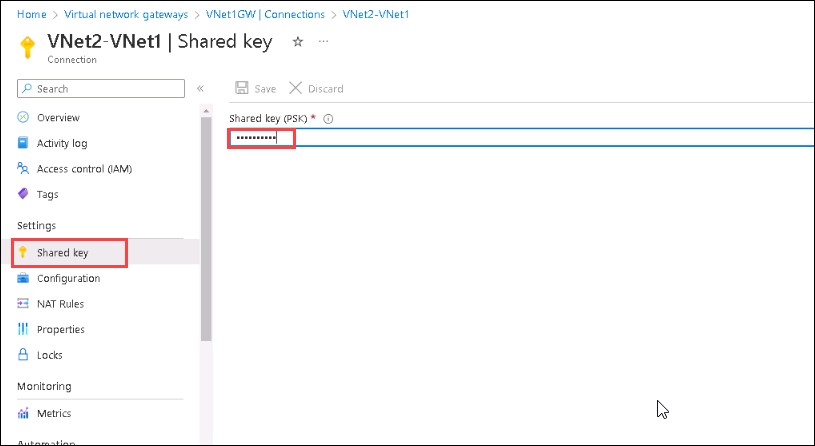 Home > Virtual network gateways > VNet1GW | Connections > VNet2-VNet1
VNet2-VNet1 | Shared key ☆ ···
Connection
Search «
Save Discard
Overview
Activity log
Access control (IAM)
Tags
Settings
Shared key
Configuration
NAT Rules
Properties
Locks
Monitoring
Metrics
Automation
Shared key (PSK) *
••••••••••